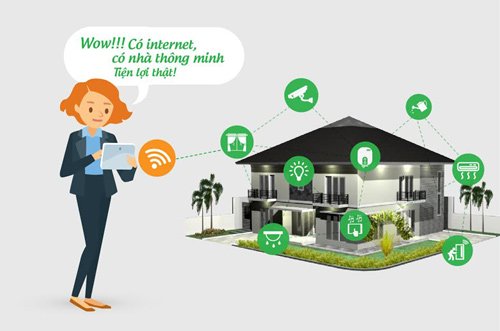 Wow!!! Có internet,
có nhà thông minh
Tiện lợi thật!